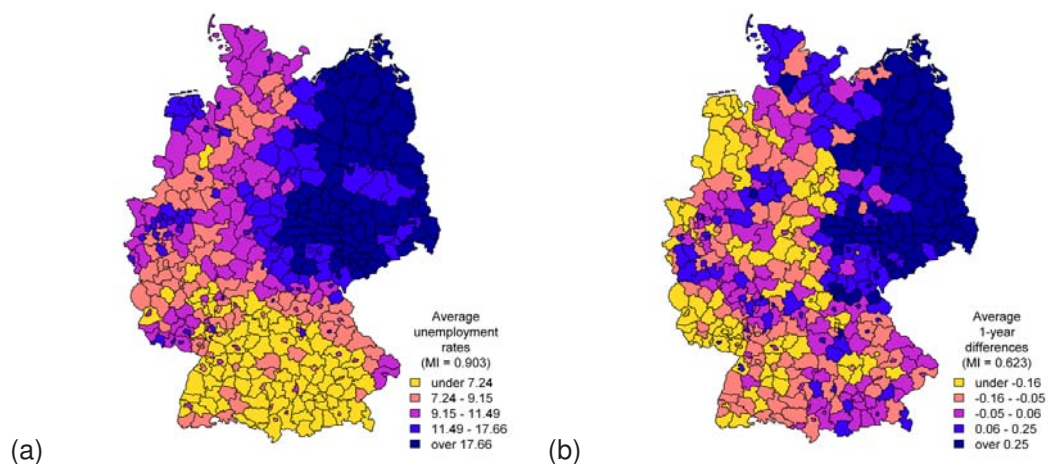 Average
unemployment
rates
(MI = 0.903)
under 7.24
7.24 - 9.15
9.15 - 11.49
11.49 - 17.66
over 17.66
(a)
Average
1-year
differences
(MI = 0.623)
under -0.16
-0.16 - -0.05
-0.05 - 0.06
0.06 - 0.25
over 0.25
(b)